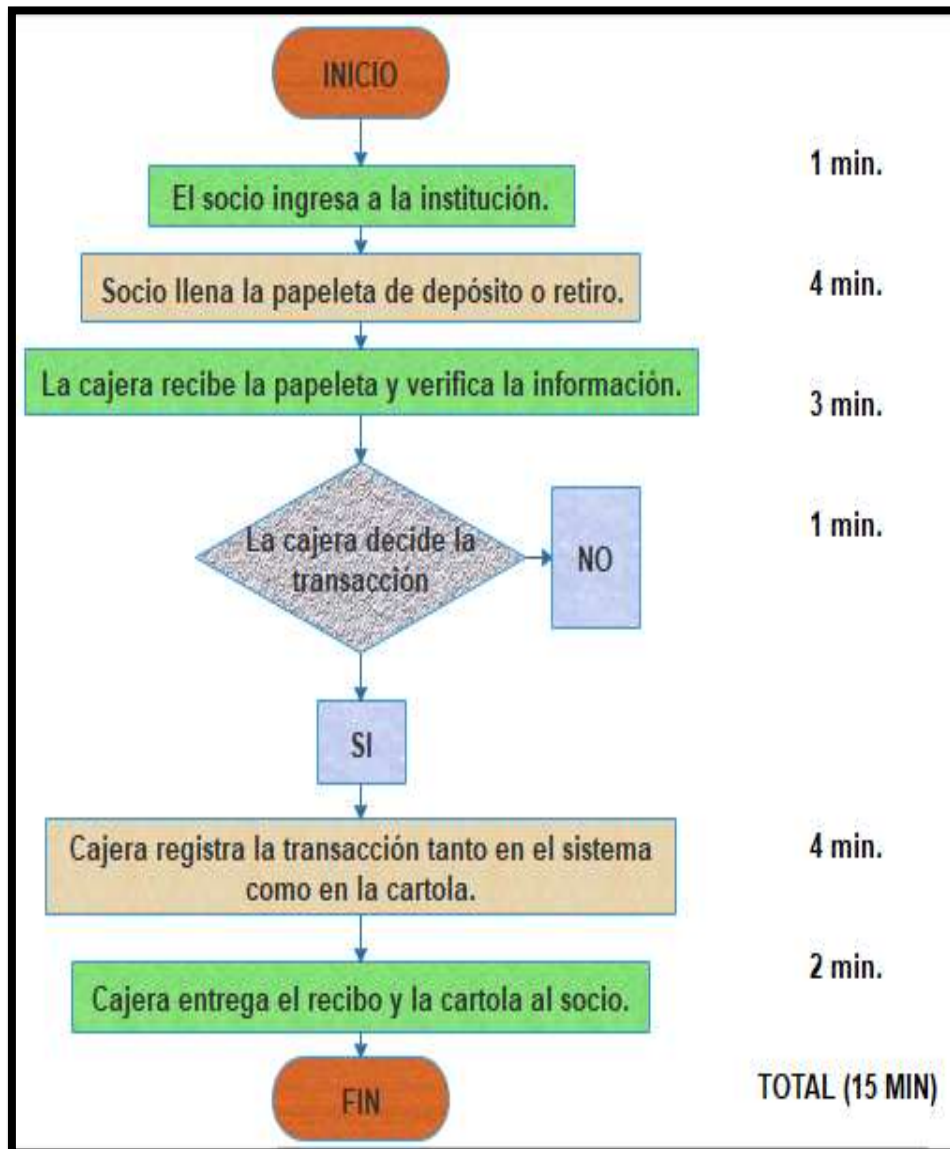 INICIO
1 min.
El socio ingresa a la institución.
4 min.
Socio llena la papeleta de depósito o retiro.
La cajera recibe la papeleta y verifica la información.
3 min.
1 min.
La cajera decide la
transacción
NO
SI
Cajera registra la transacción tanto en el sistema
como en la cartola.
4 min.
2 min.
Cajera entrega el recibo y la cartola al socio.
FIN
TOTAL (15 MIN)